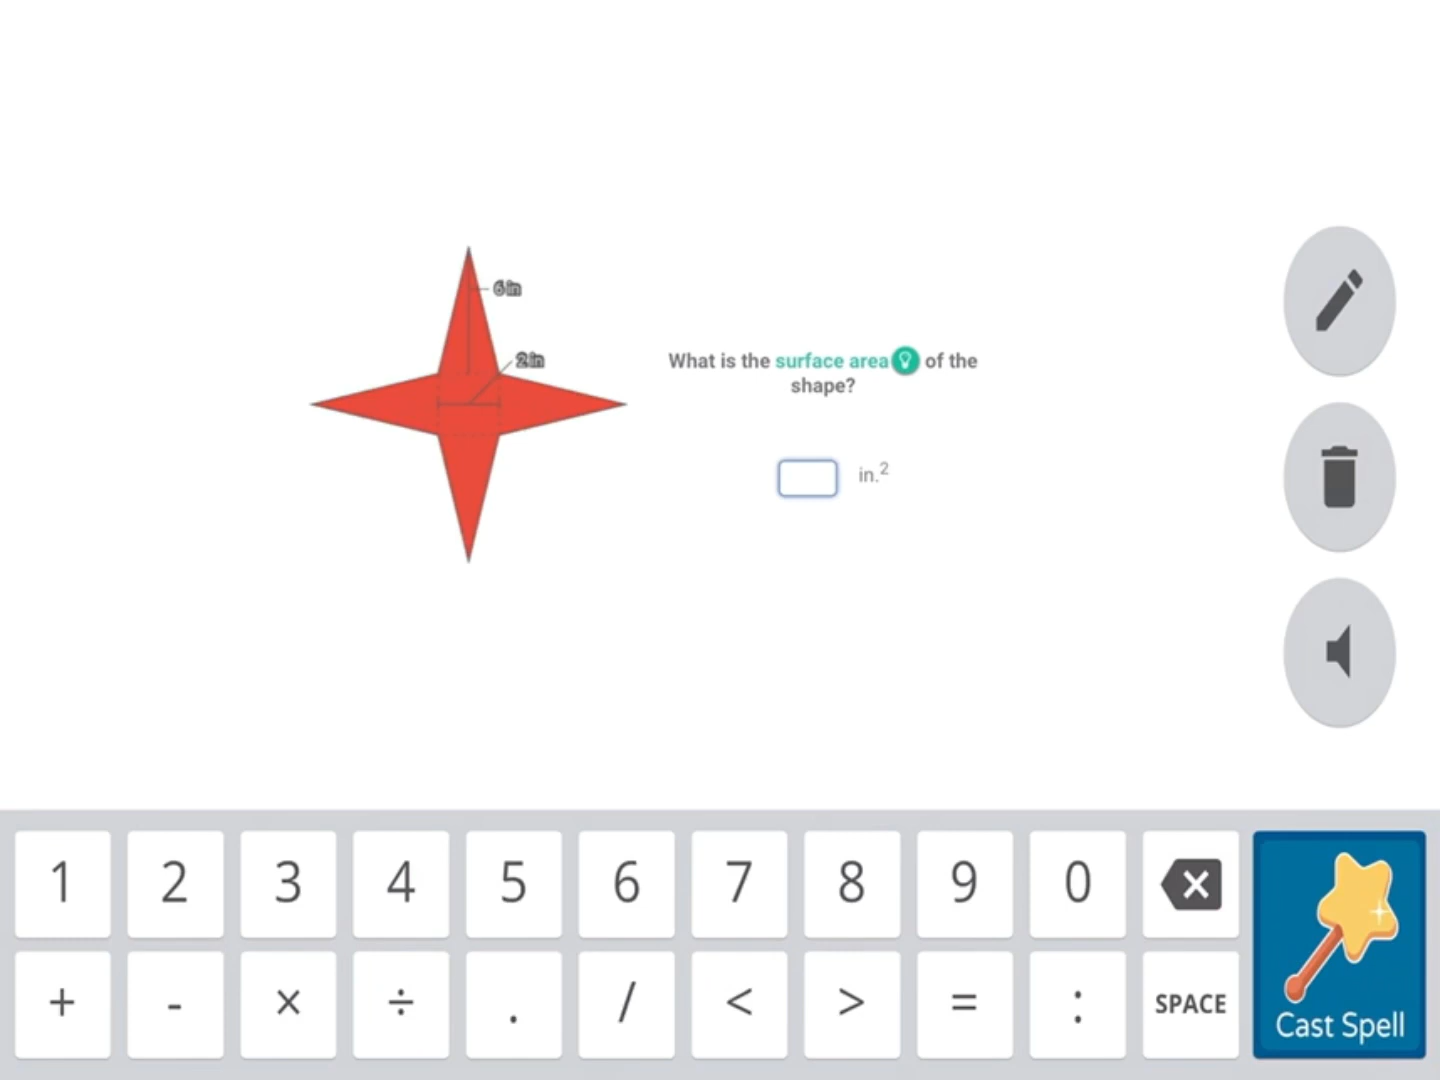 6 in
2 in
What is the surface area of the
shape?
in.²
1 2 3 4 5 6 7 8 9 0
+ - × ÷ . / < > = : SPACE
Cast Spell